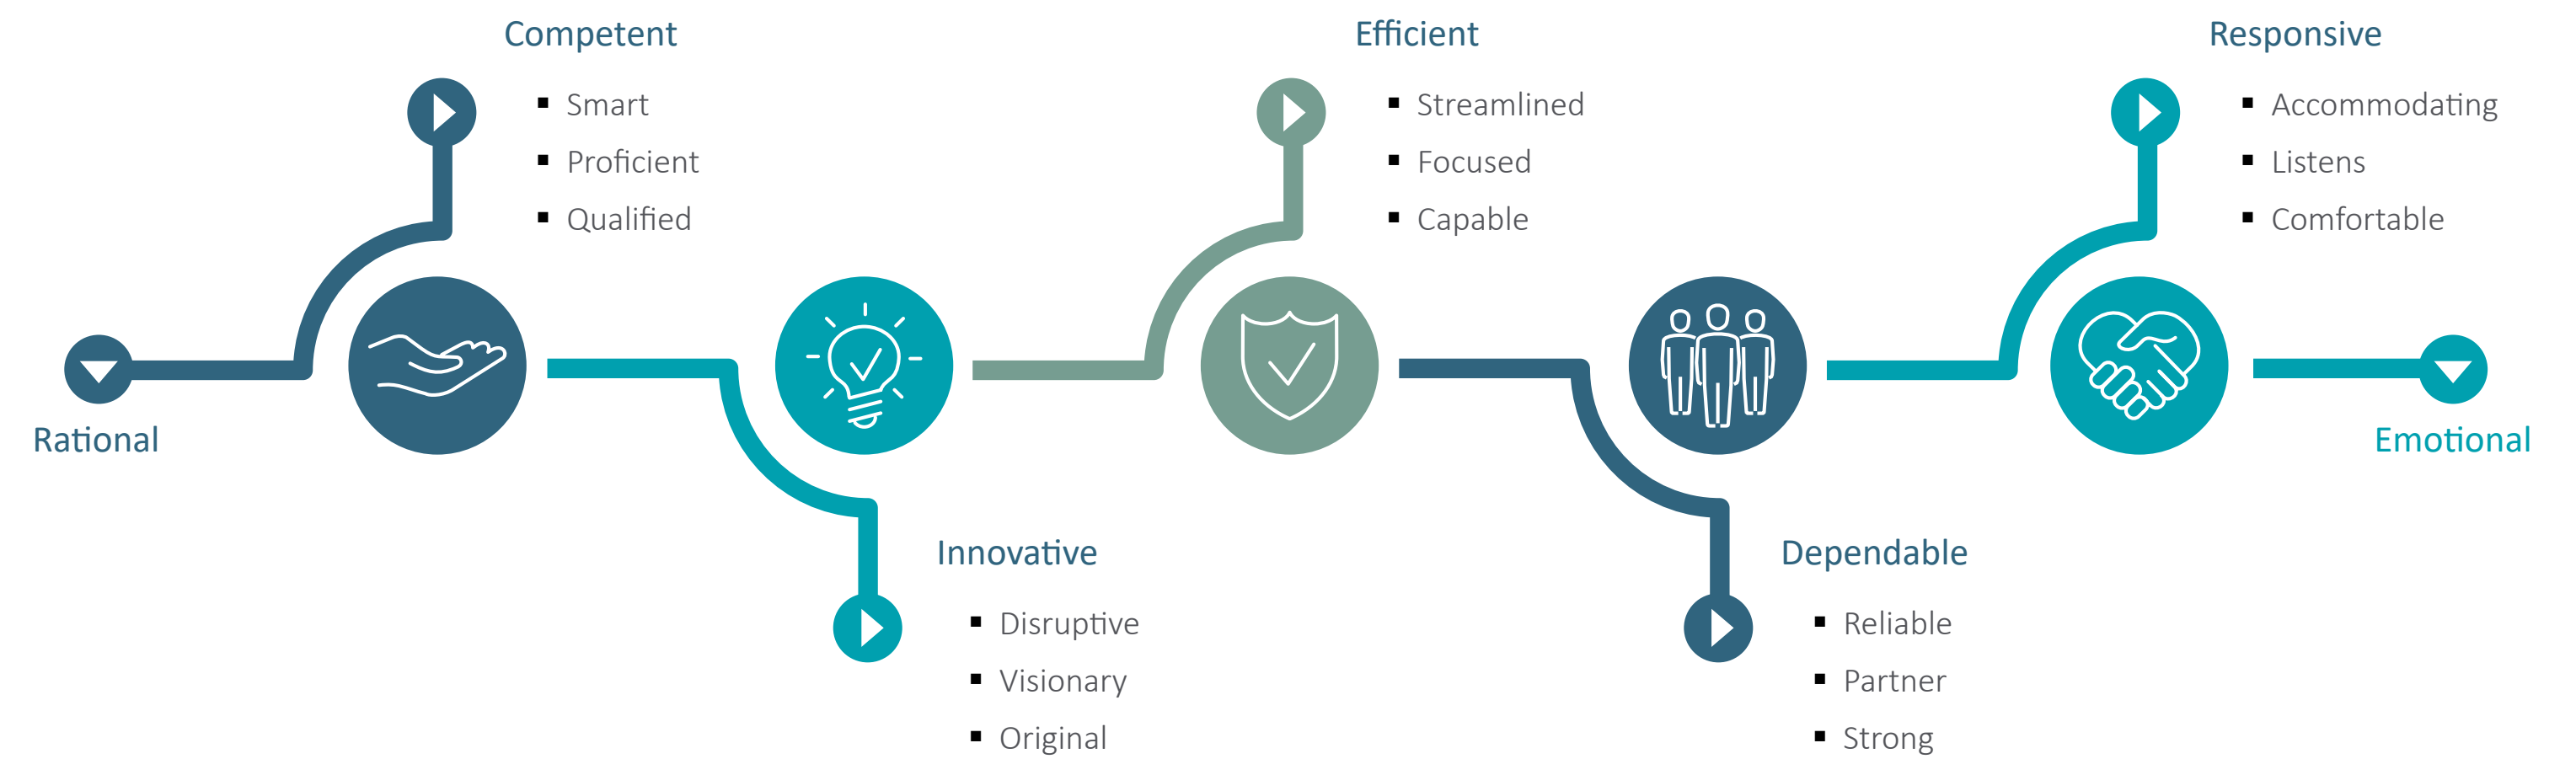 Rational
Competent
▪ Smart
▪ Proficient
▪ Qualified
Innovative
▪ Disruptive
▪ Visionary
▪ Original
Efficient
▪ Streamlined
▪ Focused
▪ Capable
Dependable
▪ Reliable
▪ Partner
▪ Strong
Responsive
▪ Accommodating
▪ Listens
▪ Comfortable
Emotional